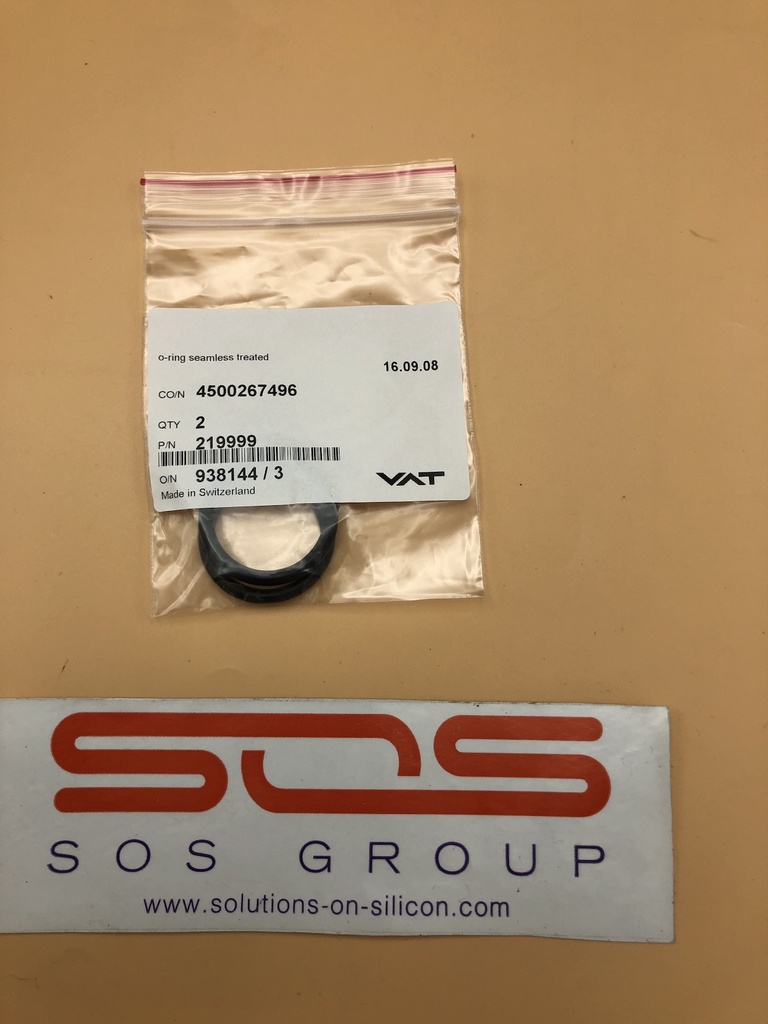 o-ring seamless treated
16.09.08
CO/N 4500267496
QTY 2
P/N 219999
O/N 938144 / 3
Made in Switzerland
VAT
SOS
SOS GROUP
www.solutions-on-silicon.com